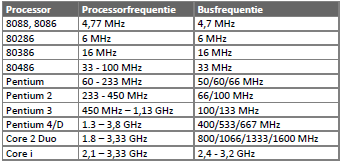 Processor Processorfrequentie Busfrequentie
8088, 8086 4,77 MHz 4,7 MHz
80286 6 MHz 6 MHz
80386 16 MHz 16 MHz
80486 33 - 100 MHz 33 MHz
Pentium 60 - 233 MHz 50/60/66 MHz
Pentium 2 233 - 450 MHz 66/100 MHz
Pentium 3 450 MHz – 1,13 GHz 100/133 MHz
Pentium 4/D 1.3 – 3,8 GHz 400/533/667 MHz
Core 2 Duo 1.8 – 3,33 GHz 800/1066/1333/1600 MHz
Core i 2,1 – 3,33 GHz 2,4 - 3,2 GHz